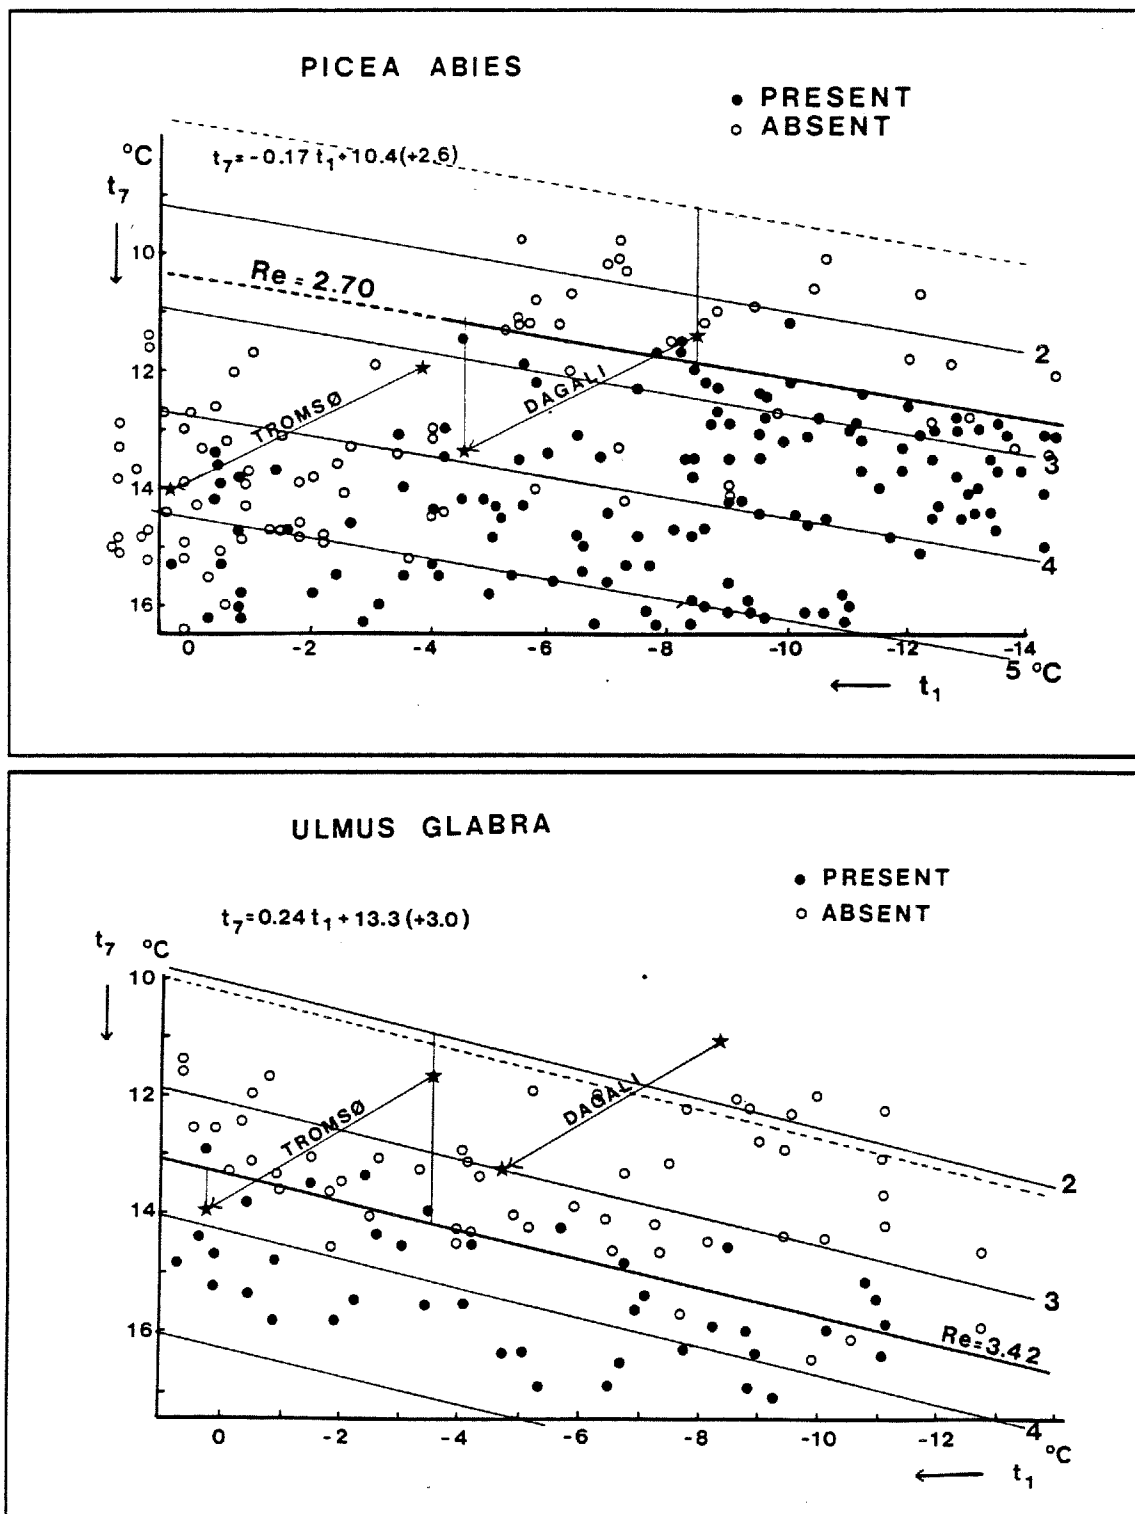 PICEA ABIES
● PRESENT
○ ABSENT
°C
t₇
t₇=-0.17 t₁+10.4(+2.6)
10
Re=2.70
2
12
TROMSØ
DAGALI
3
14
4
16
0 -2 -4 -6 -8 -10 -12 -14
5 °C
← t₁
ULMUS GLABRA
● PRESENT
○ ABSENT
t₇=0.24 t₁+13.3(+3.0)
t₇ °C
10
12
TROMSØ
DAGALI
2
14
3
16
Re=3.42
4
0 -2 -4 -6 -8 -10 -12
°C
← t₁